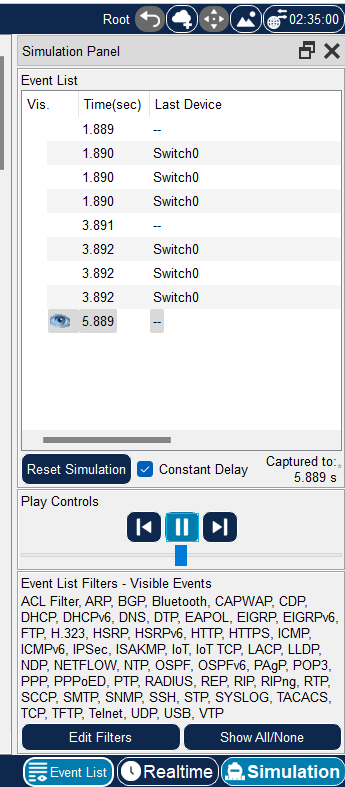 Root 02:35:00
Simulation Panel
Event List
Vis. Time(sec) Last Device
1.889 --
1.890 Switch0
1.890 Switch0
1.890 Switch0
3.891 --
3.892 Switch0
3.892 Switch0
3.892 Switch0
5.889 --
Reset Simulation Constant Delay Captured to:*
5.889 s
Play Controls
Event List Filters - Visible Events
ACL Filter, ARP, BGP, Bluetooth, CAPWAP, CDP,
DHCP, DHCPv6, DNS, DTP, EAPOL, EIGRP, EIGRPv6,
FTP, H.323, HSRP, HSRPv6, HTTP, HTTPS, ICMP,
ICMPv6, IPSec, ISAKMP, IoT, IoT TCP, LACP, LLDP,
NDP, NETFLOW, NTP, OSPF, OSPFv6, PAgP, POP3,
PPP, PPPoED, PTP, RADIUS, REP, RIP, RIPng, RTP,
SCCP, SMTP, SNMP, SSH, STP, SYSLOG, TACACS,
TCP, TFTP, Telnet, UDP, USB, VTP
Edit Filters Show All/None
Event List Realtime Simulation